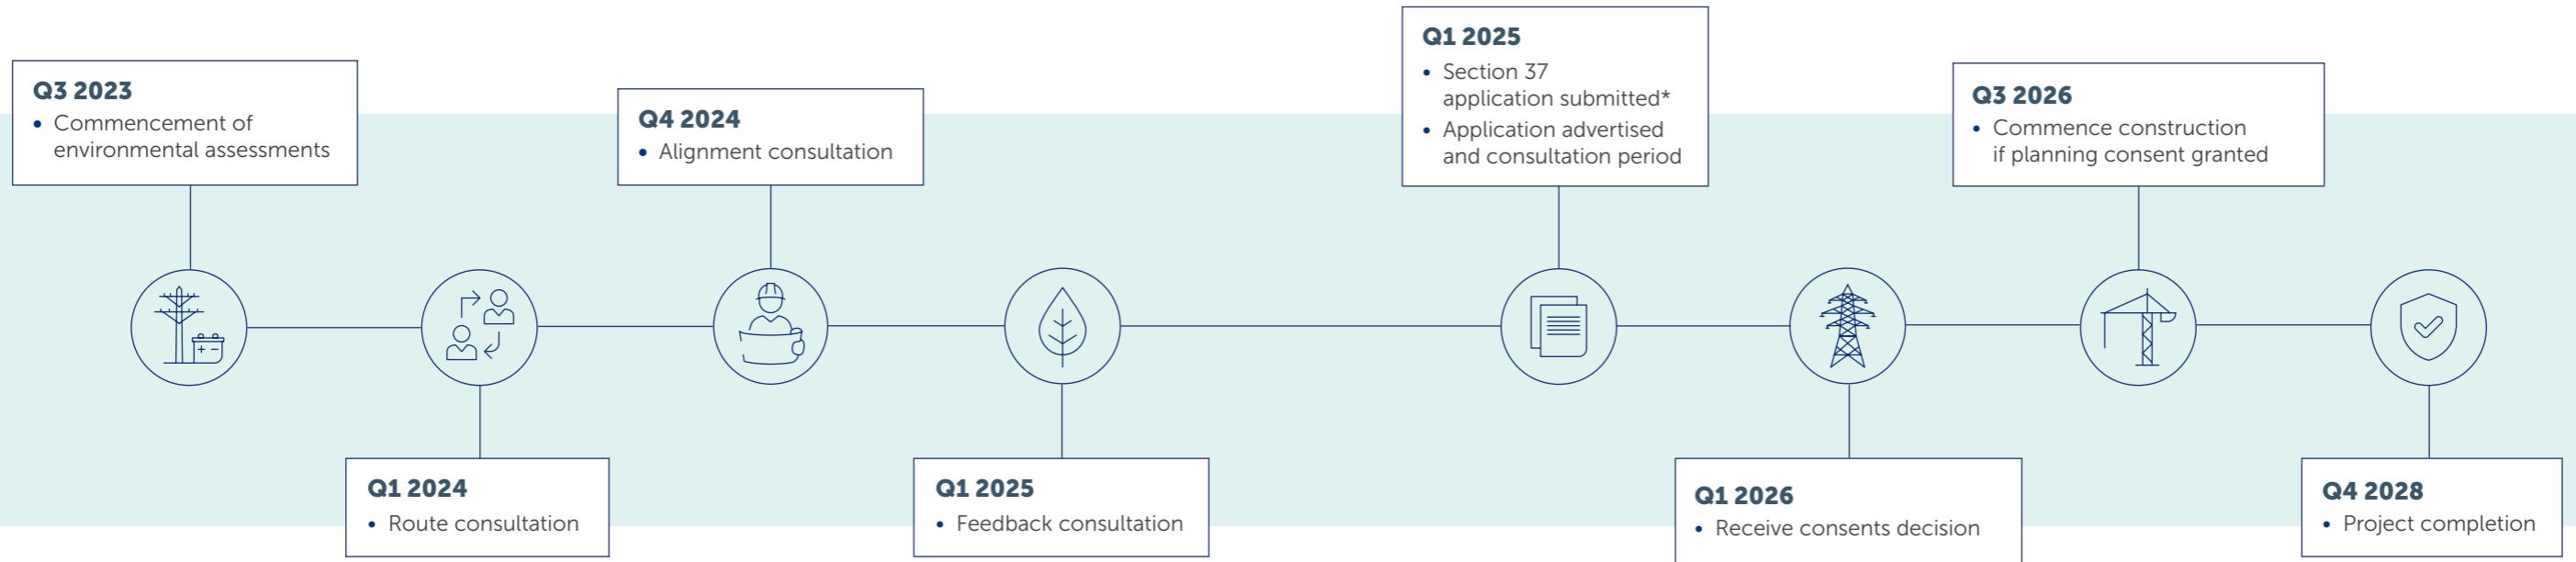 Q3 2023
• Commencement of
environmental assessments
Q1 2024
• Route consultation
Q4 2024
• Alignment consultation
Q1 2025
• Feedback consultation
Q1 2025
• Section 37
application submitted*
• Application advertised
and consultation period
Q1 2026
• Receive consents decision
Q3 2026
• Commence construction
if planning consent granted
Q4 2028
• Project completion